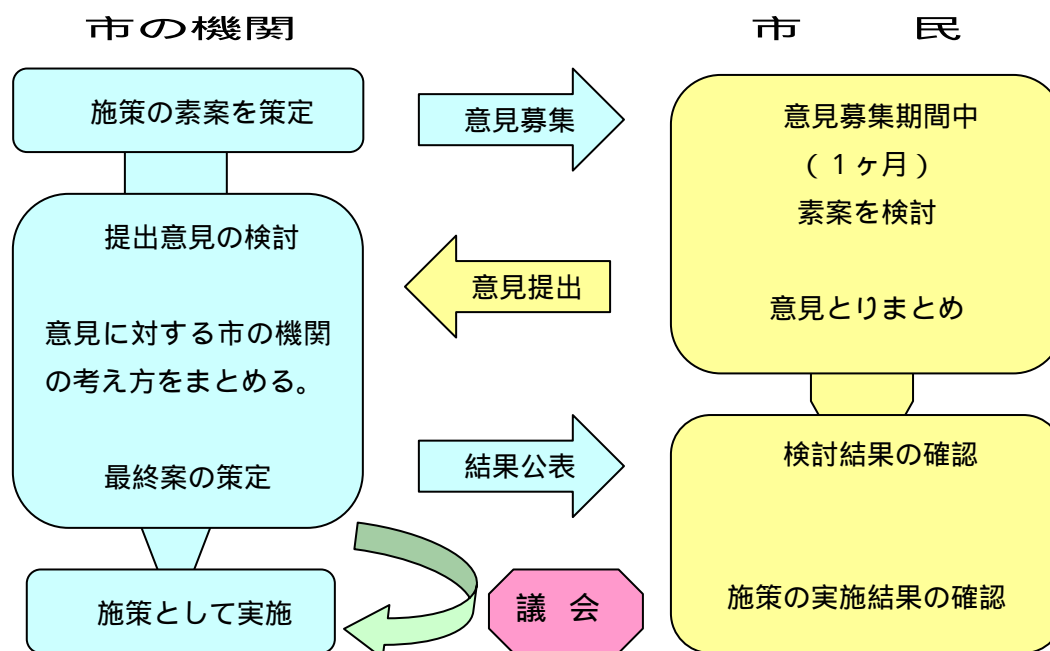 市の機関
市　　民
施策の素案を策定
意見募集
意見募集期間中
（１ヶ月）
素案を検討
意見とりまとめ
提出意見の検討
意見に対する市の機関
の考え方をまとめる。
最終案の策定
意見提出
結果公表
検討結果の確認
施策の実施結果の確認
施策として実施
議 会